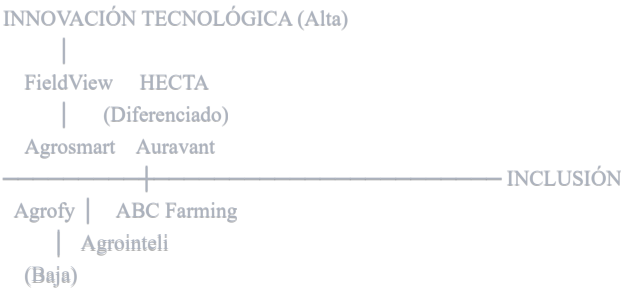 INNOVACIÓN TECNOLÓGICA (Alta)
FieldView HECTA
(Diferenciado)
Agrosmart Auravant
INCLUSIÓN
Agrofy ABC Farming
Agrointeli
(Baja)